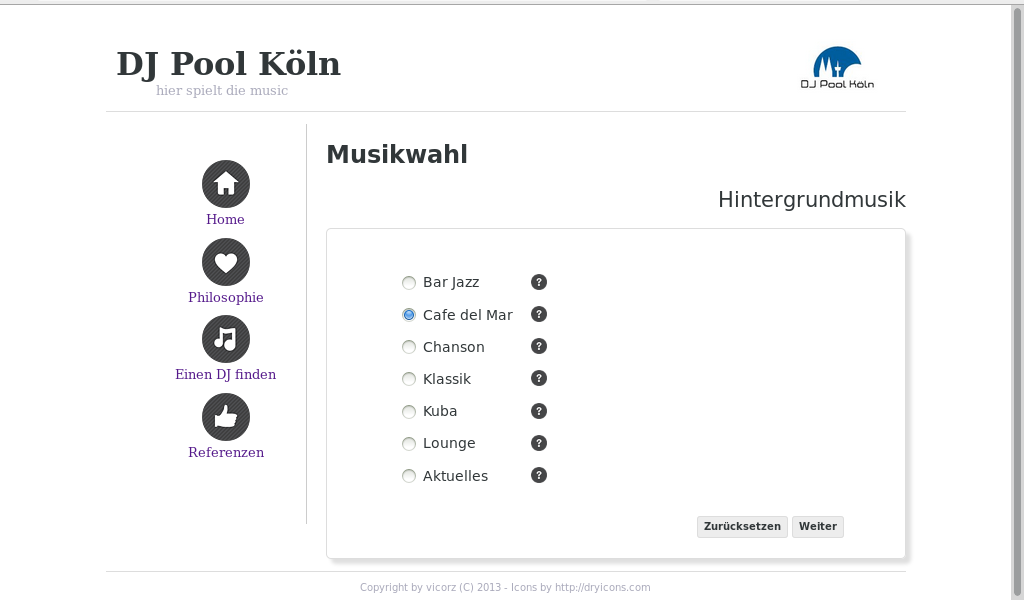 DJ Pool Köln
hier spielt die music
DJ Pool Köln
Home
Philosophie
Einen DJ finden
Referenzen
Musikwahl
Hintergrundmusik
Bar Jazz ?
Cafe del Mar ?
Chanson ?
Klassik ?
Kuba ?
Lounge ?
Aktuelles ?
Zurücksetzen Weiter
Copyright by vicorz (C) 2013 - Icons by http://dryicons.com